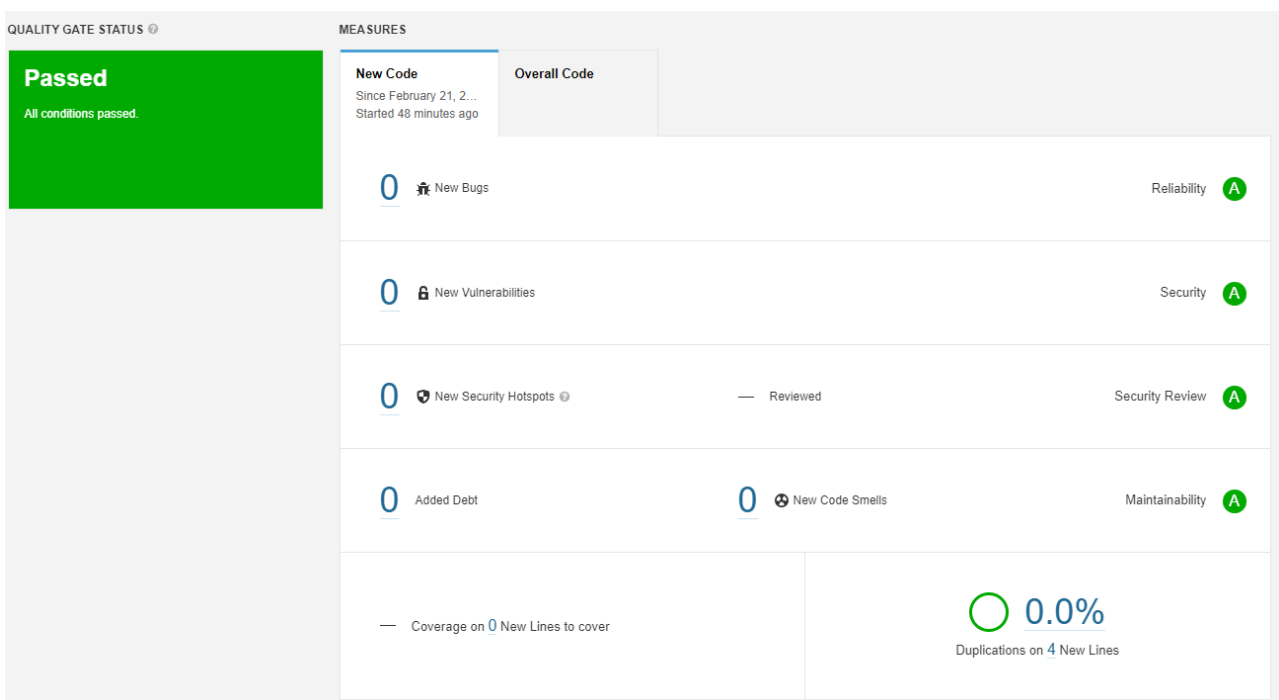 QUALITY GATE STATUS
MEASURES
Passed
All conditions passed.
New Code
Since February 21, 2...
Started 48 minutes ago
Overall Code
0 New Bugs
Reliability A
0 New Vulnerabilities
Security A
0 New Security Hotspots ?
— Reviewed
Security Review A
0 Added Debt
0 New Code Smells
Maintainability A
— Coverage on 0 New Lines to cover
0.0%
Duplications on 4 New Lines